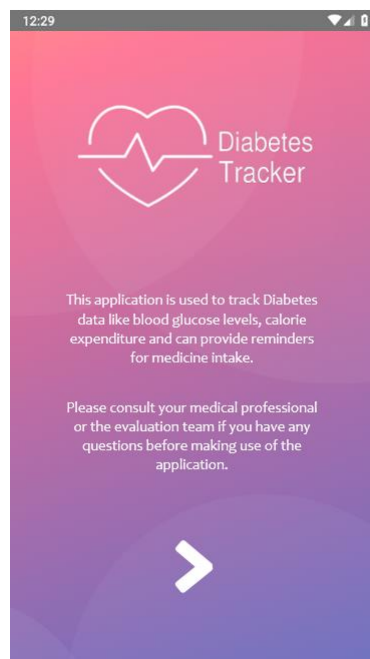 12:29
Diabetes
Tracker
This application is used to track Diabetes
data like blood glucose levels, calorie
expenditure and can provide reminders
for medicine intake.
Please consult your medical professional
or the evaluation team if you have any
questions before making use of the
application.